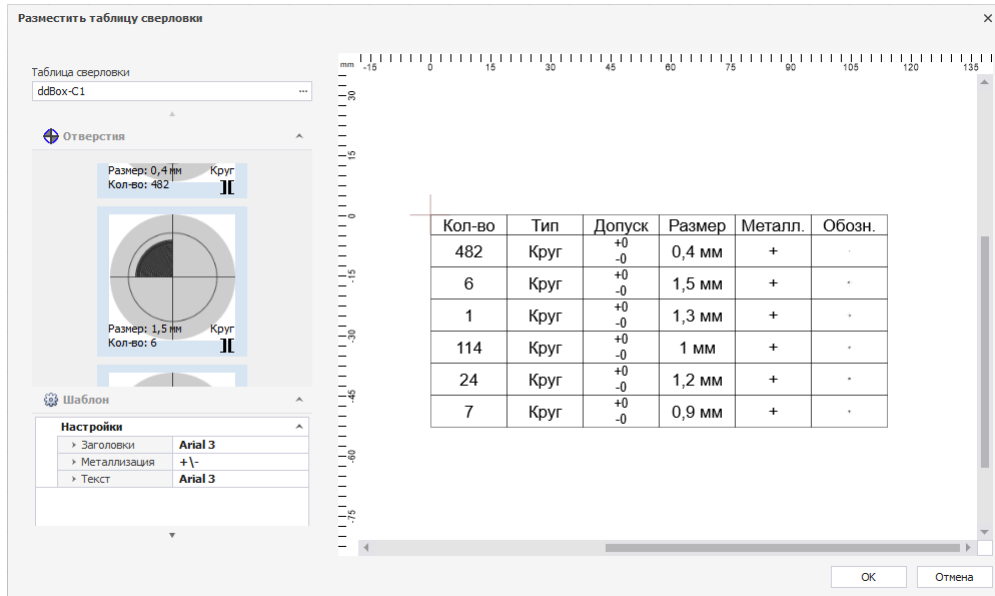 Разместить таблицу сверловки
Таблица сверловки
ddBox-C1
Отверстия
Размер: 0,4 мм Круг
Кол-во: 482
Размер: 1,5 мм Круг
Кол-во: 6
Шаблон
Настройки
Заголовки Arial 3
Металлизация +\-
Текст Arial 3
mm -15 0 15 30 45 60 75 90 105 120 135
30
15
0
-15
-30
-45
-60
-75
Кол-во Тип Допуск Размер Металл. Обозн.
482 Круг +0 -0 0,4 мм +
6 Круг +0 -0 1,5 мм +
1 Круг +0 -0 1,3 мм +
114 Круг +0 -0 1 мм +
24 Круг +0 -0 1,2 мм +
7 Круг +0 -0 0,9 мм +
ОК Отмена